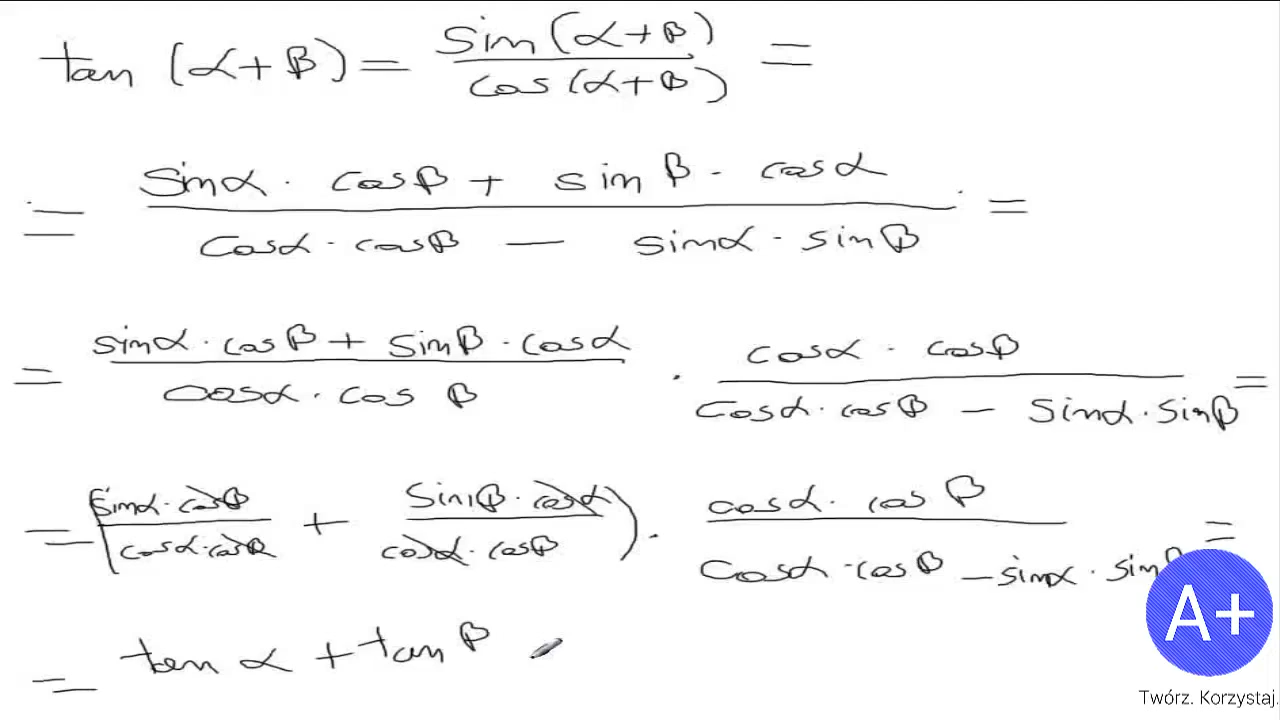 tan (α+β) = sin(α+β)/cos(α+β) =
= (sinα · cosβ + sinβ · cosα)/(cosα · cosβ − sinα · sinβ) =
= (sinα · cosβ + sinβ · cosα)/(cosα · cos β) · (cosα · cosβ)/(cosα · cosβ − sinα · sinβ) =
= ((sinα · cosβ)/(cosα · cosβ) + (sinβ · cosα)/(cosα · cosβ)) · (cosα · cos β)/(cosα · cosβ − sinα · sinβ) =
= tan α + tan β
A+
Twórz. Korzystaj.